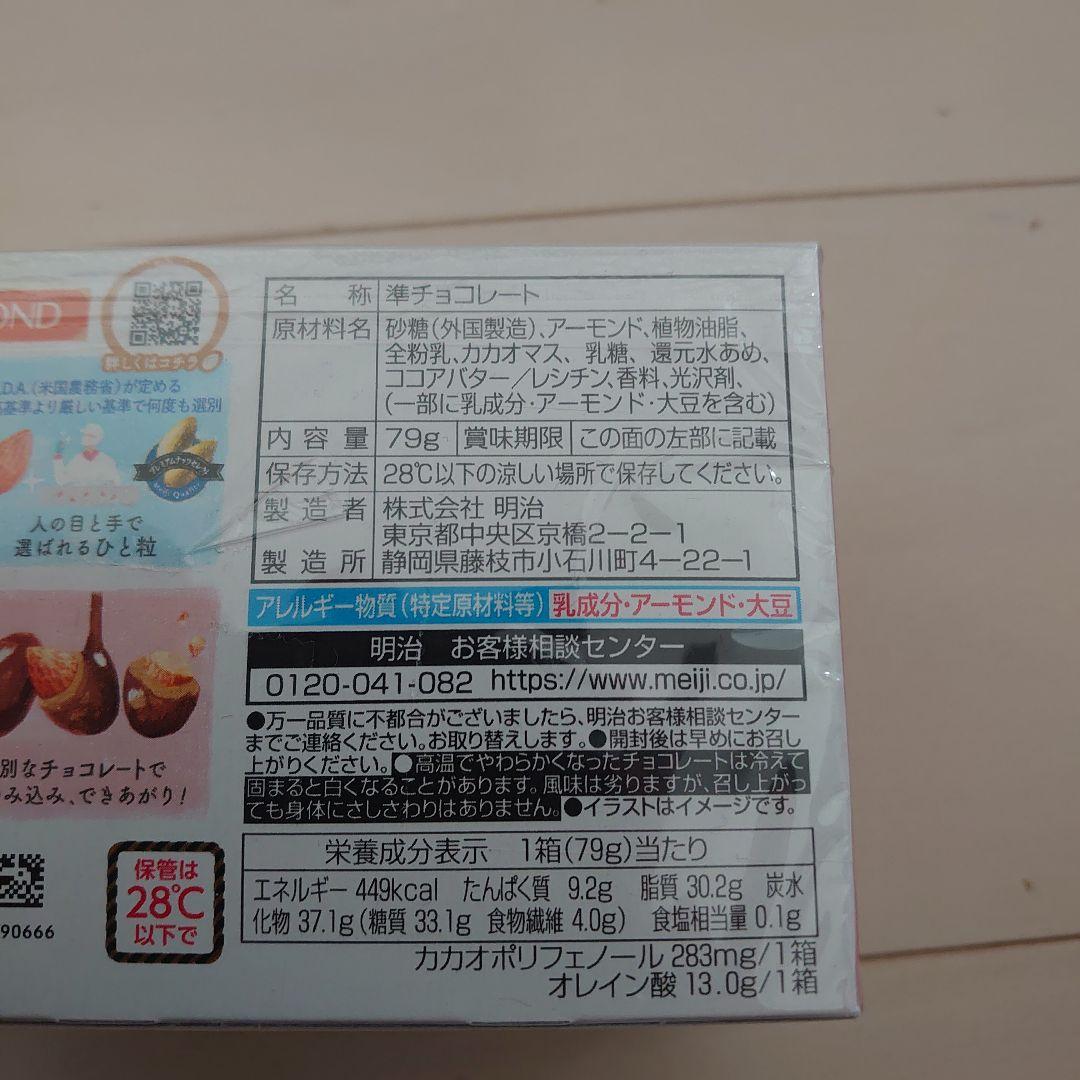 OND
詳しくはコチラ
.D.A.(米国農務省)が定める
基準より厳しい基準で何度も選別
プレミアムナッツセレクト
Meiji Quality
人の目と手で
選ばれるひと粒
別なチョコレートで
み込み、できあがり!
90666
保管は
28℃
以下で
名 称 準チョコレート
原材料名 砂糖(外国製造)、アーモンド、植物油脂、
全粉乳、カカオマス、乳糖、還元水あめ、
ココアバター/レシチン、香料、光沢剤、
(一部に乳成分・アーモンド・大豆を含む)
内容量 79g 賞味期限 この面の左部に記載
保存方法 28℃以下の涼しい場所で保存してください。
製造者 株式会社 明治
東京都中央区京橋2-2-1
製造所 静岡県藤枝市小石川町4-22-1
アレルギー物質(特定原材料等) 乳成分・アーモンド・大豆
明治 お客様相談センター
0120-041-082 https://www.meiji.co.jp/
●万一品質に不都合がございましたら、明治お客様相談センター
までご連絡ください。お取り替えします。●開封後は早めにお召し
上がりください。●高温でやわらかくなったチョコレートは冷えて
固まると白くなることがあります。風味は劣りますが、召し上がっ
ても身体にさしさわりはありません。●イラストはイメージです。
栄養成分表示 1箱(79g)当たり
エネルギー 449kcal たんぱく質 9.2g 脂質 30.2g 炭水
化物 37.1g(糖質 33.1g 食物繊維 4.0g) 食塩相当量 0.1g
カカオポリフェノール 283mg/1箱
オレイン酸 13.0g/1箱